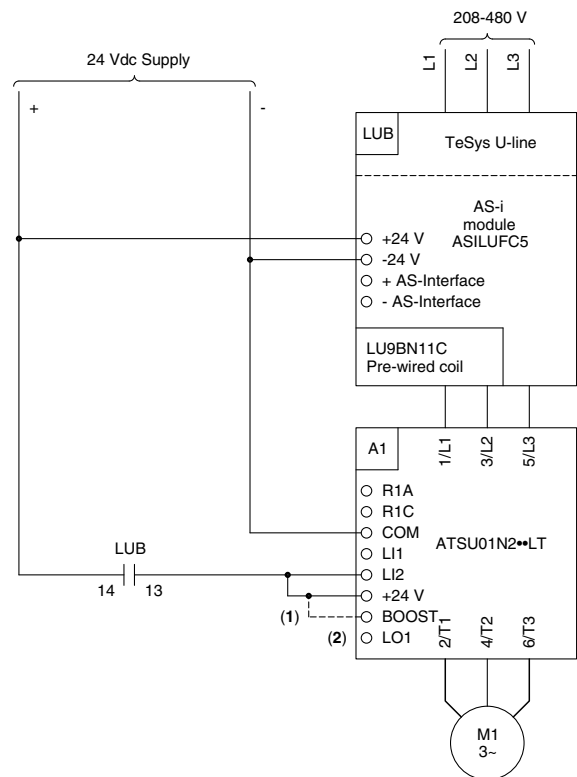 208-480 V
24 Vdc Supply
L1
L2
L3
+
-
LUB
TeSys U-line
AS-i
module
ASILUFC5
+24 V
-24 V
+ AS-Interface
- AS-Interface
LU9BN11C
Pre-wired coil
A1
1/L1
3/L2
5/L3
R1A
R1C
COM
ATSU01N2••LT
LI1
LUB
LI2
14
13
+24 V
(1)
BOOST
(2)
LO1
2/T1
4/T2
6/T3
M1
3~